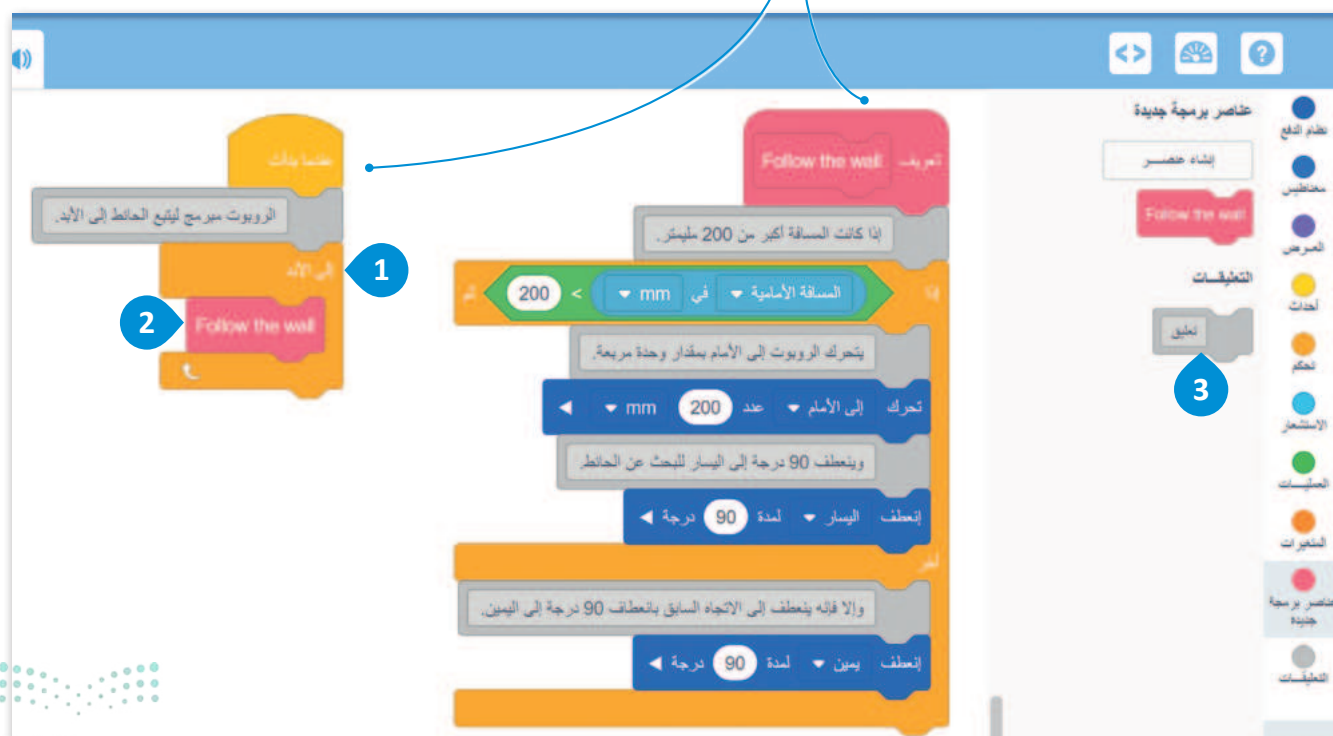 عناصر برمجة جديدة
إنشاء عنصر
Follow the wall
التعليقات
تعليق
3
نظام الدفع
مغناطيس
العرض
أحداث
تحكم
الاستشعار
العمليات
المتغيرات
عناصر برمجة جديدة
التعليقات
تعريف Follow the wall
إذا كانت المسافة أكبر من 200 مليمتر.
إذا المسافة الأمامية في mm > 200 ثم
يتحرك الروبوت إلى الأمام بمقدار وحدة مربعة.
تحرك إلى الأمام عدد 200 mm
وينعطف 90 درجة إلى اليسار للبحث عن الحائط.
إنعطف اليسار لمدة 90 درجة
آخر
وإلا فإنه ينعطف إلى الاتجاه السابق بانعطاف 90 درجة إلى اليمين.
إنعطف يمين لمدة 90 درجة
عندما بدأت
الروبوت مبرمج ليتبع الحائط إلى الأبد.
إلى الأبد
1
Follow the wall
2